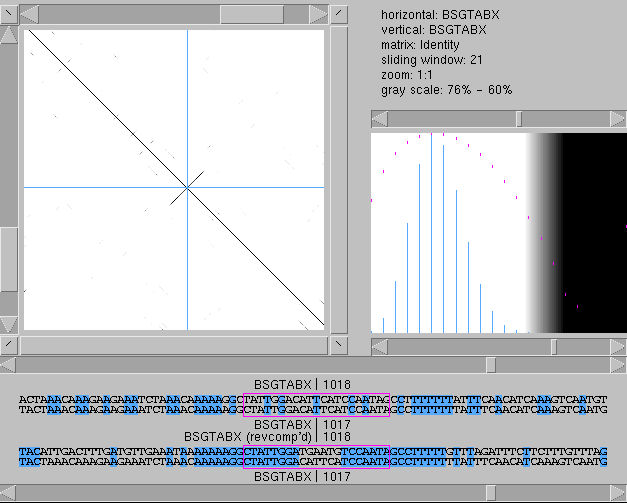 horizontal: BSGTABX
vertical: BSGTABX
matrix: Identity
sliding window: 21
zoom: 1:1
gray scale: 76% - 60%
BSGTABX | 1018
ACTAAACAAAGAAGAAATCTAAACAAAAAGGCTATTGGACATTCATCCAATAGCCTTTTTTTATTTCAACATCAAAGTCAATGT
TACTAAACAAAGAAGAAATCTAAACAAAAAGGCTATTGGACATTCATCCAATAGCCTTTTTTTATTTCAACATCAAAGTCAATG
BSGTABX | 1017
BSGTABX (revcomp'd) | 1018
TACATTGACTTTGATGTTGAAATAAAAAAAGGCTATTGGATGAATGTCCAATAGCCTTTTTGTTTAGATTTCTTCTTTGTTTAG
TACTAAACAAAGAAGAAATCTAAACAAAAAGGCTATTGGACATTCATCCAATAGCCTTTTTTTATTTCAACATCAAAGTCAATG
BSGTABX | 1017